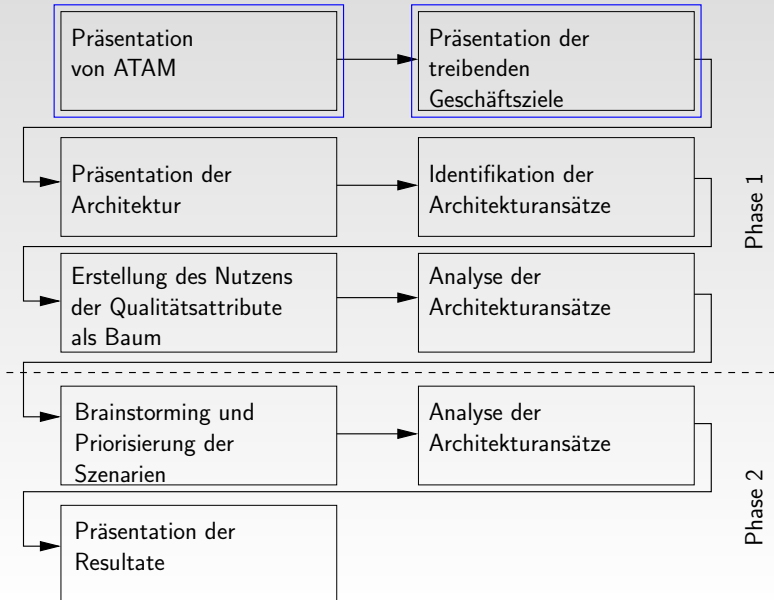 Präsentation
von ATAM
Präsentation der
treibenden
Geschäftsziele
Präsentation der
Architektur
Identifikation der
Architekturansätze
Erstellung des Nutzens
der Qualitätsattribute
als Baum
Analyse der
Architekturansätze
Phase 1
Brainstorming und
Priorisierung der
Szenarien
Analyse der
Architekturansätze
Präsentation der
Resultate
Phase 2